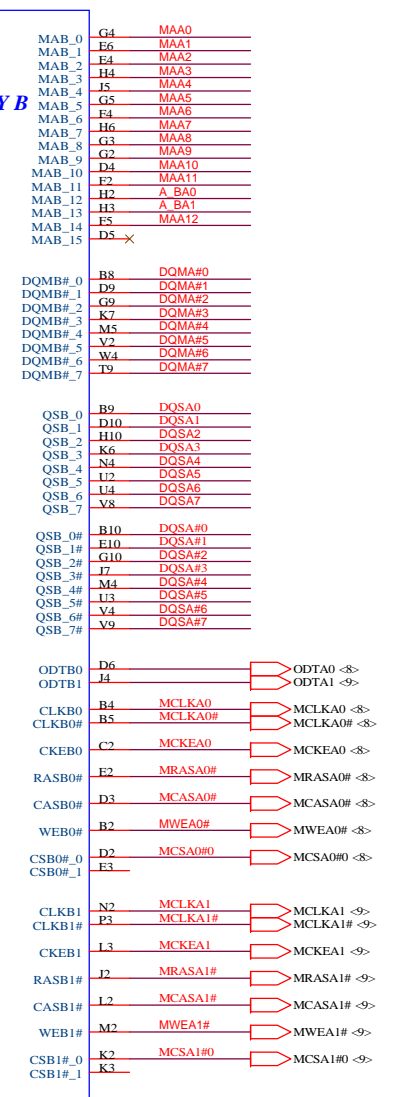 Y B
MAB_0 G4 MAA0
MAB_1 E6 MAA1
MAB_2 E4 MAA2
MAB_3 H4 MAA3
MAB_4 J5 MAA4
MAB_5 G5 MAA5
MAB_6 F4 MAA6
MAB_7 H6 MAA7
MAB_8 G3 MAA8
MAB_9 G2 MAA9
MAB_10 D4 MAA10
MAB_11 F2 MAA11
MAB_12 H2 A_BA0
MAB_13 H3 A_BA1
MAB_14 F5 MAA12
MAB_15 D5
DQMB#_0 B8 DQMA#0
DQMB#_1 D9 DQMA#1
DQMB#_2 G9 DQMA#2
DQMB#_3 K7 DQMA#3
DQMB#_4 M5 DQMA#4
DQMB#_5 V2 DQMA#5
DQMB#_6 W4 DQMA#6
DQMB#_7 T9 DQMA#7
QSB_0 B9 DQSA0
QSB_1 D10 DQSA1
QSB_2 H10 DQSA2
QSB_3 K6 DQSA3
QSB_4 N4 DQSA4
QSB_5 U2 DQSA5
QSB_6 U4 DQSA6
QSB_7 V8 DQSA7
QSB_0# B10 DQSA#0
QSB_1# E10 DQSA#1
QSB_2# G10 DQSA#2
QSB_3# J7 DQSA#3
QSB_4# M4 DQSA#4
QSB_5# U3 DQSA#5
QSB_6# V4 DQSA#6
QSB_7# V9 DQSA#7
ODTB0 D6 ODTA0 <8>
ODTB1 J4 ODTA1 <9>
CLKB0 B4 MCLKA0 MCLKA0 <8>
CLKB0# B5 MCLKA0# MCLKA0# <8>
CKEB0 C2 MCKEA0 MCKEA0 <8>
RASB0# E2 MRASA0# MRASA0# <8>
CASB0# D3 MCASA0# MCASA0# <8>
WEB0# B2 MWEA0# MWEA0# <8>
CSB0#_0 D2 MCSA0#0 MCSA0#0 <8>
CSB0#_1 E3
CLKB1 N2 MCLKA1 MCLKA1 <9>
CLKB1# P3 MCLKA1# MCLKA1# <9>
CKEB1 L3 MCKEA1 MCKEA1 <9>
RASB1# J2 MRASA1# MRASA1# <9>
CASB1# L2 MCASA1# MCASA1# <9>
WEB1# M2 MWEA1# MWEA1# <9>
CSB1#_0 K2 MCSA1#0 MCSA1#0 <9>
CSB1#_1 K3